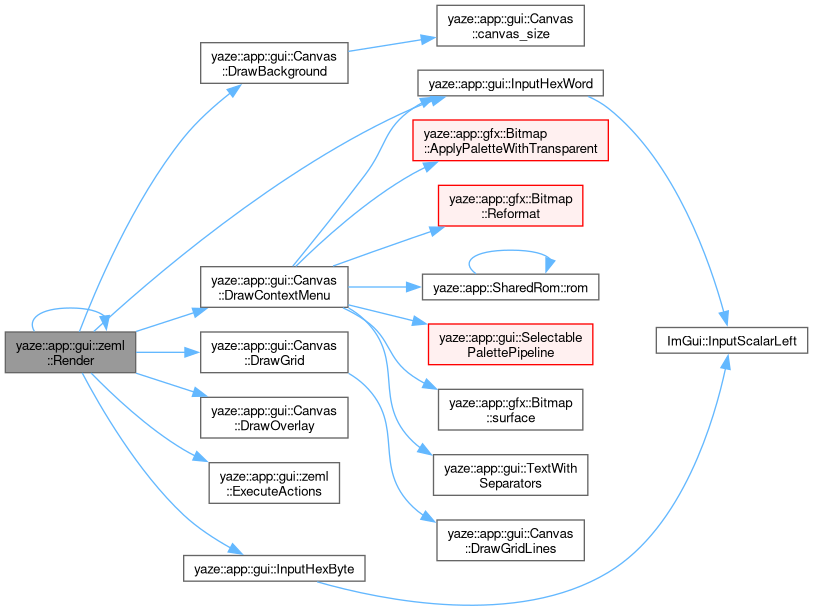 yaze::app::gui::Canvas
::canvas_size
yaze::app::gui::Canvas
::DrawBackground
yaze::app::gui::InputHexWord
yaze::app::gfx::Bitmap
::ApplyPaletteWithTransparent
yaze::app::gfx::Bitmap
::Reformat
yaze::app::gui::Canvas
::DrawContextMenu
yaze::app::SharedRom::rom
yaze::app::gui::zeml
::Render
yaze::app::gui::Canvas
::DrawGrid
yaze::app::gui::Selectable
PalettePipeline
ImGui::InputScalarLeft
yaze::app::gui::Canvas
::DrawOverlay
yaze::app::gfx::Bitmap
::surface
yaze::app::gui::zeml
::ExecuteActions
yaze::app::gui::TextWith
Separators
yaze::app::gui::Canvas
::DrawGridLines
yaze::app::gui::InputHexByte